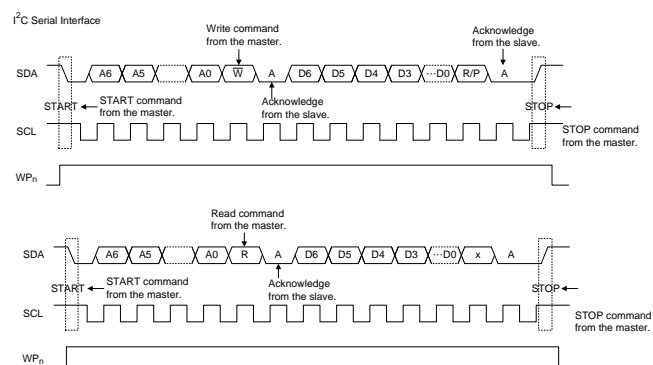 I²C Serial Interface
Write command
from the master.
Acknowledge
from the slave.
SDA A6 A5 A0 W̅ A D6 D5 D4 D3 ···D0 R/P A
START START command
from the master.
Acknowledge
from the slave.
STOP
SCL
STOP command
from the master.
WPn
Read command
from the master.
SDA A6 A5 A0 R A D6 D5 D4 D3 ···D0 x A
START START command
from the master.
Acknowledge
from the slave.
STOP
SCL
STOP command
from the master.
WPn